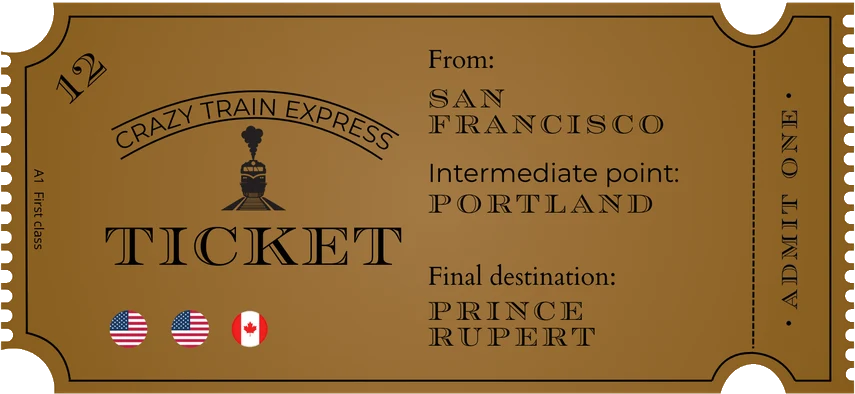 12
CRAZY TRAIN EXPRESS
TICKET
A1 First class
From:
SAN
FRANCISCO
Intermediate point:
PORTLAND
Final destination:
PRINCE
RUPERT
• ADMIT ONE •